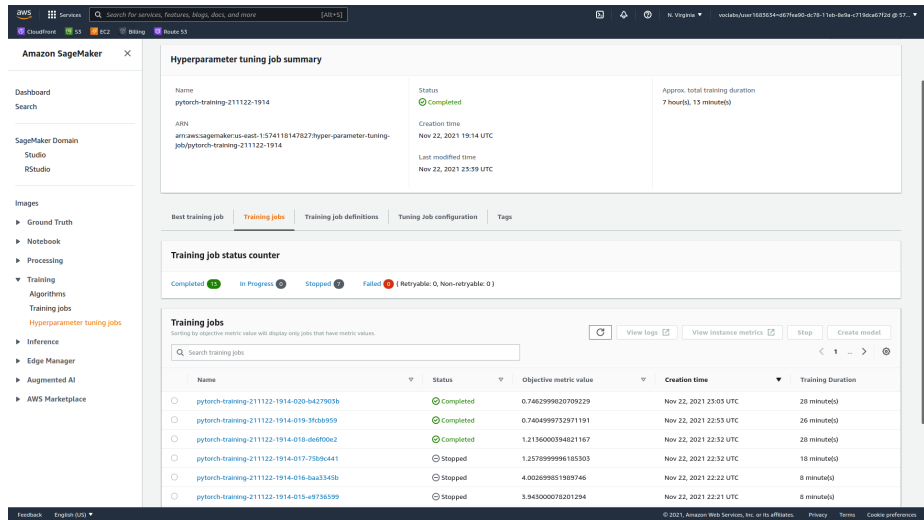 aws Services Search for services, features, blogs, docs, and more [Alt+S] N. Virginia ▼ voclabs/user1683634=d67fea90-dc78-11eb-8e9a-c719dca67f2d @ 57... ▼
CloudFront S3 EC2 Billing Route 53
Amazon SageMaker ×
Dashboard
Search
SageMaker Domain
Studio
RStudio
Images
Ground Truth
Notebook
Processing
Training
Algorithms
Training jobs
Hyperparameter tuning jobs
Inference
Edge Manager
Augmented AI
AWS Marketplace
Hyperparameter tuning job summary
Name
pytorch-training-211122-1914
ARN
arn:aws:sagemaker:us-east-1:574118147827:hyper-parameter-tuning-
job/pytorch-training-211122-1914
Status
Completed
Creation time
Nov 22, 2021 19:14 UTC
Last modified time
Nov 22, 2021 23:39 UTC
Approx. total training duration
7 hour(s), 13 minute(s)
Best training job Training jobs Training job definitions Tuning Job configuration Tags
Training job status counter
Completed 13 In Progress 0 Stopped 7 Failed 0 ( Retryable: 0, Non-retryable: 0 )
Training jobs
Sorting by objective metric value will display only jobs that have metric values.
View logs View instance metrics Stop Create model
Search training jobs
< 1 ... >
Name Status Objective metric value Creation time Training Duration
pytorch-training-211122-1914-020-b427903b Completed 0.7462999820709229 Nov 22, 2021 23:03 UTC 28 minute(s)
pytorch-training-211122-1914-019-3fcbb959 Completed 0.7404999732971191 Nov 22, 2021 22:53 UTC 26 minute(s)
pytorch-training-211122-1914-018-de6f00e2 Completed 1.2136000394821167 Nov 22, 2021 22:32 UTC 28 minute(s)
pytorch-training-211122-1914-017-75b9c441 Stopped 1.2578999996185303 Nov 22, 2021 22:32 UTC 18 minute(s)
pytorch-training-211122-1914-016-baa3345b Stopped 4.002699851989746 Nov 22, 2021 22:22 UTC 8 minute(s)
pytorch-training-211122-1914-015-e9736599 Stopped 3.943000078201294 Nov 22, 2021 22:21 UTC 8 minute(s)
Feedback English (US) ▼ © 2021, Amazon Web Services, Inc. or its affiliates. Privacy Terms Cookie preferences